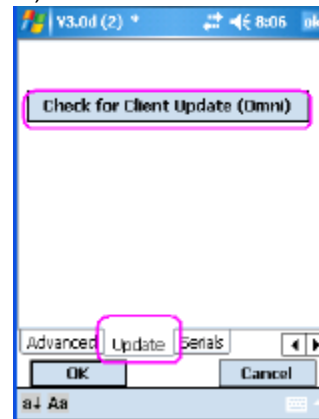 V3.0d (2) * 8:06 ok
Check for Client Update (Omni)
Advanced Update Serials
OK Cancel
a↓ Aa